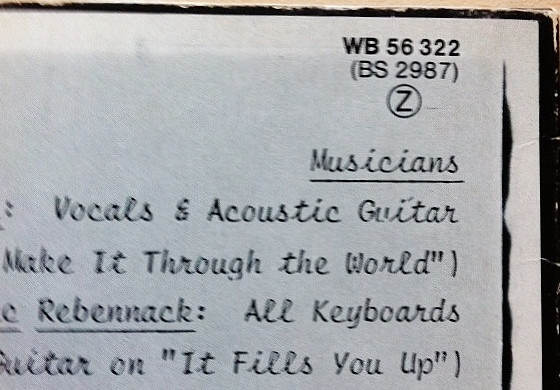 WB 56 322
(BS 2987)
Z
Musicians
: Vocals & Acoustic Guitar
Make It Through the World")
c Rebennack: All Keyboards
Guitar on "It Fills You Up")